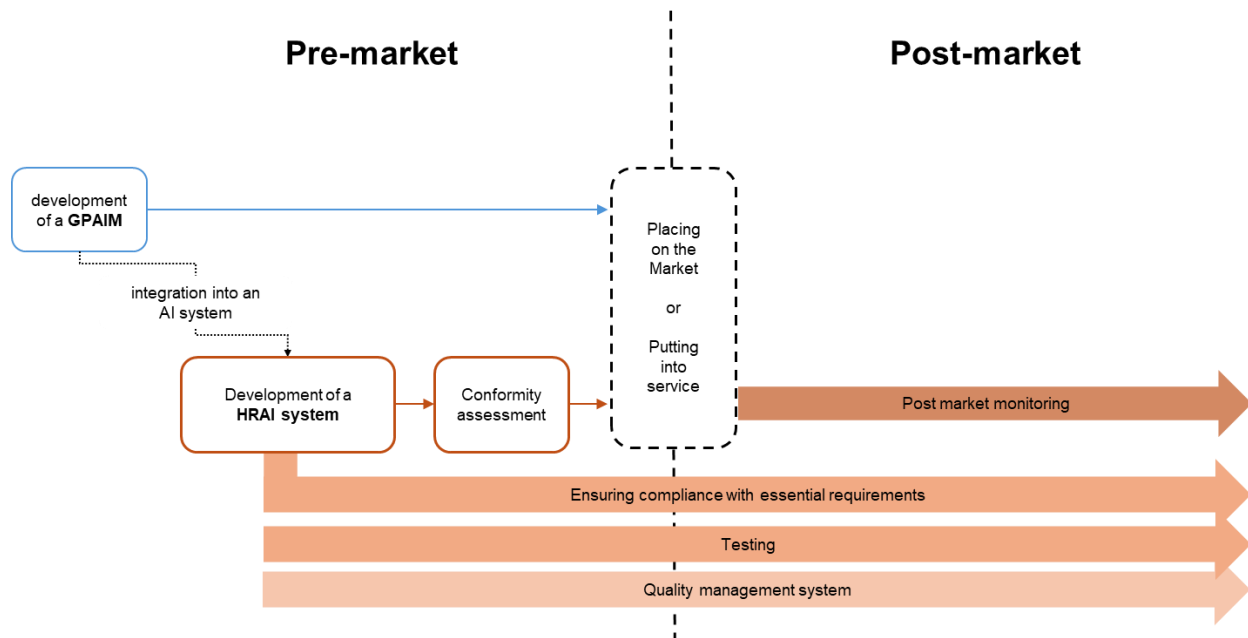 Pre-market
Post-market
development
of a GPAIM
integration into an
AI system
Development of a
HRAI system
Conformity
assessment
Placing
on the
Market
or
Putting
into
service
Post market monitoring
Ensuring compliance with essential requirements
Testing
Quality management system